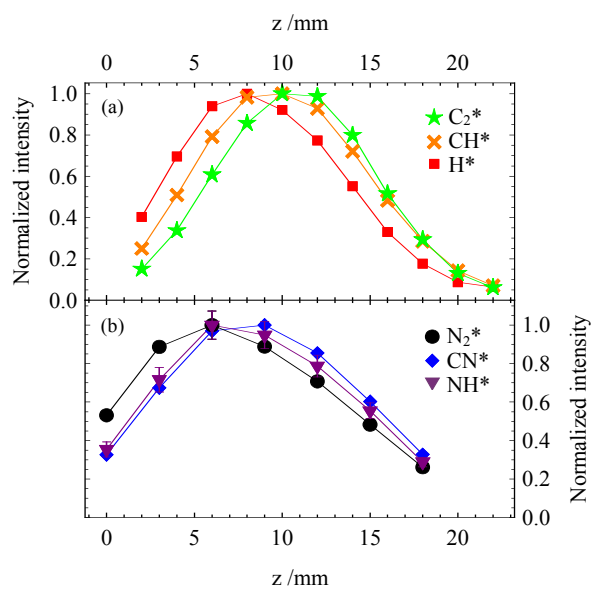 z /mm
0 5 10 15 20
1.0
0.8
0.6
0.4
0.2
0.0
Normalized intensity
(a)
C₂*
CH*
H*
(b)
N₂*
CN*
NH*
1.0
0.8
0.6
0.4
0.2
0.0
Normalized intensity
0 5 10 15 20
z /mm